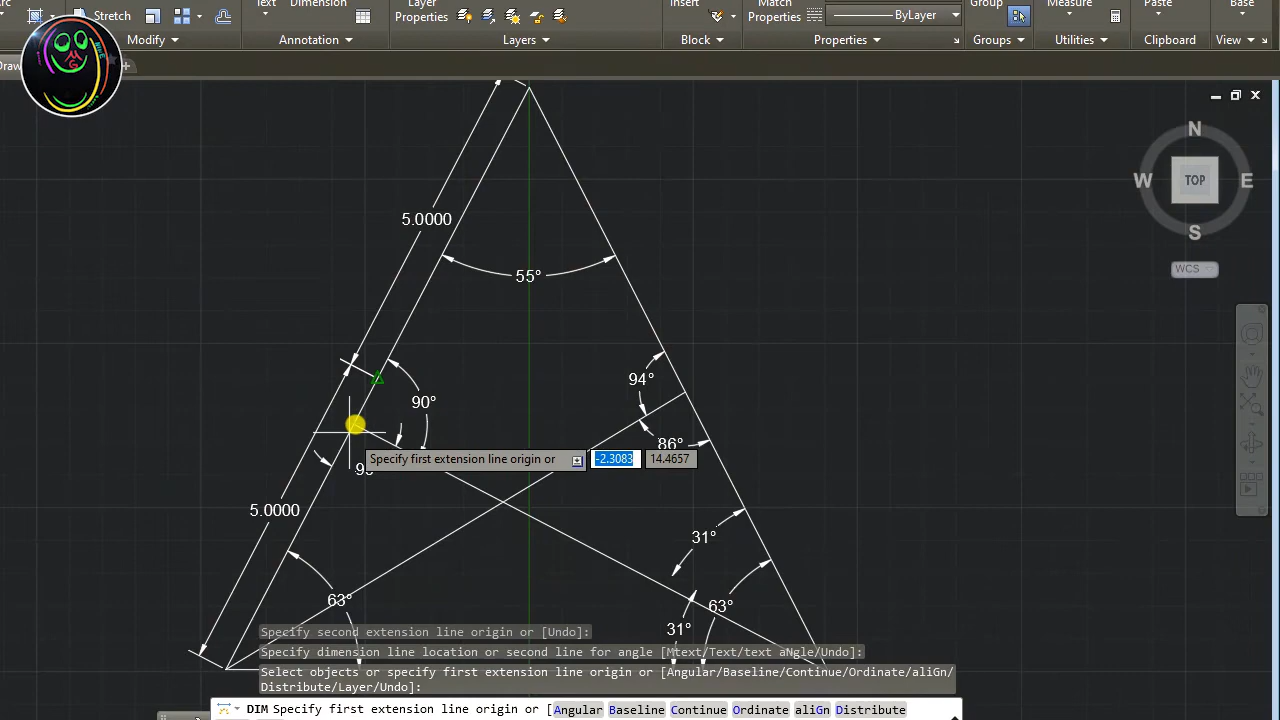 Text
Dimension
Insert
Group
Measure
Paste
Base
Stretch
Layer
Properties
Match
Properties
ByLayer
Modify
Annotation
Layers
Block
Properties
Groups
Utilities
Clipboard
View
N
W
TOP
E
S
WCS
5.0000
55°
94°
90°
86°
Specify first extension line origin or
-2.3083
14.4657
5.0000
31°
63°
63°
31°
Specify second extension line origin or [Undo]:
Specify dimension line location or second line for angle [Mtext/Text/text aNgle/Undo]:
Select objects or specify first extension line origin or [Angular/Baseline/Continue/Ordinate/aliGn/
Distribute/Layer/Undo]:
DIM Specify first extension line origin or [Angular Baseline Continue Ordinate aliGn Distribute